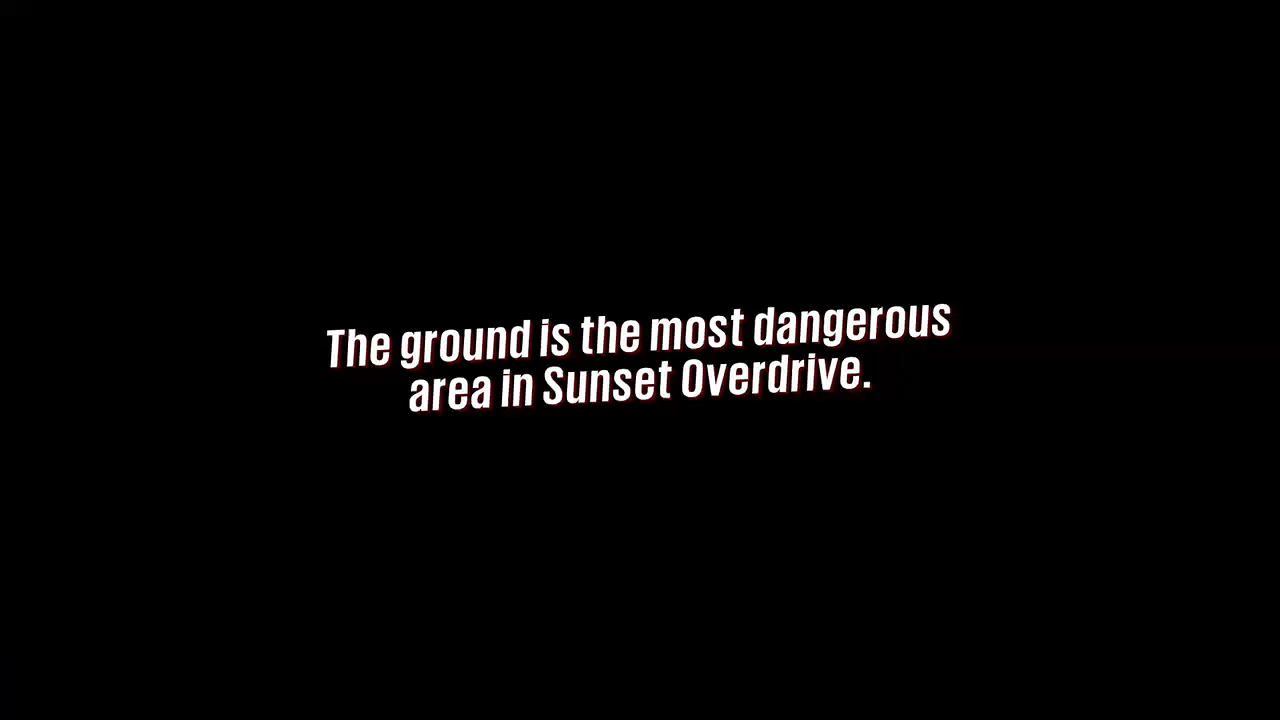 The ground is the most dangerous
area in Sunset Overdrive.